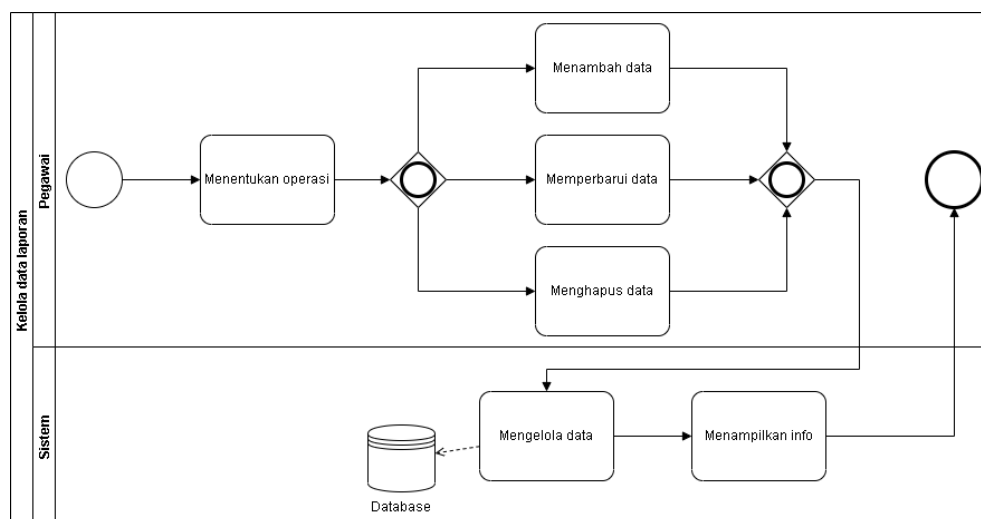 Kelola data laporan
Pegawai
Menentukan operasi
Menambah data
Memperbarui data
Menghapus data
Sistem
Database
Mengelola data
Menampilkan info